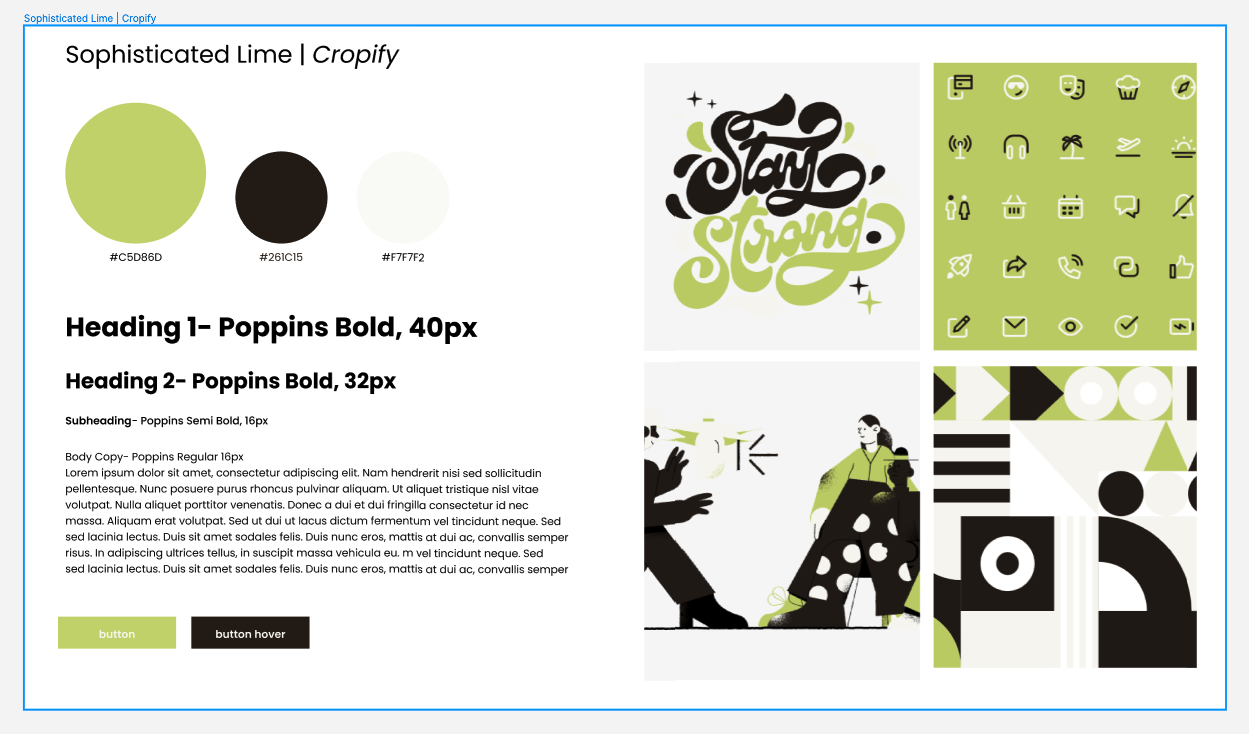 Sophisticated Lime | Cropify
Sophisticated Lime | Cropify
#C5D86D
#261C15
#F7F7F2
Heading 1- Poppins Bold, 40px
Heading 2- Poppins Bold, 32px
Subheading- Poppins Semi Bold, 16px
Body Copy- Poppins Regular 16px
Lorem ipsum dolor sit amet, consectetur adipiscing elit. Nam hendrerit nisi sed sollicitudin
pellentesque. Nunc posuere purus rhoncus pulvinar aliquam. Ut aliquet tristique nisl vitae
volutpat. Nulla aliquet porttitor venenatis. Donec a dui et dui fringilla consectetur id nec
massa. Aliquam erat volutpat. Sed ut dui ut lacus dictum fermentum vel tincidunt neque. Sed
sed lacinia lectus. Duis sit amet sodales felis. Duis nunc eros, mattis at dui ac, convallis semper
risus. In adipiscing ultrices tellus, in suscipit massa vehicula eu. m vel tincidunt neque. Sed
sed lacinia lectus. Duis sit amet sodales felis. Duis nunc eros, mattis at dui ac, convallis semper
button
button hover
Stay
Strong